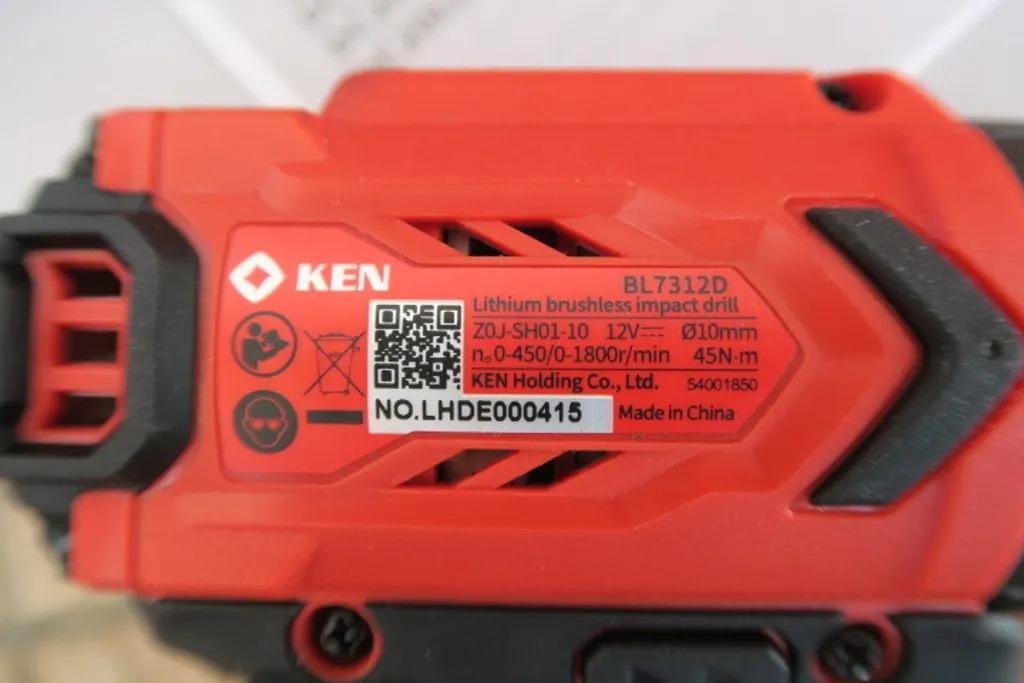 KEN
BL7312D
Lithium brushless impact drill
Z0J-SH01-10 12V⎓ Ø10mm
n₀0-450/0-1800r/min 45N·m
KEN Holding Co., Ltd. 54001850
NO.LHDE000415 Made in China